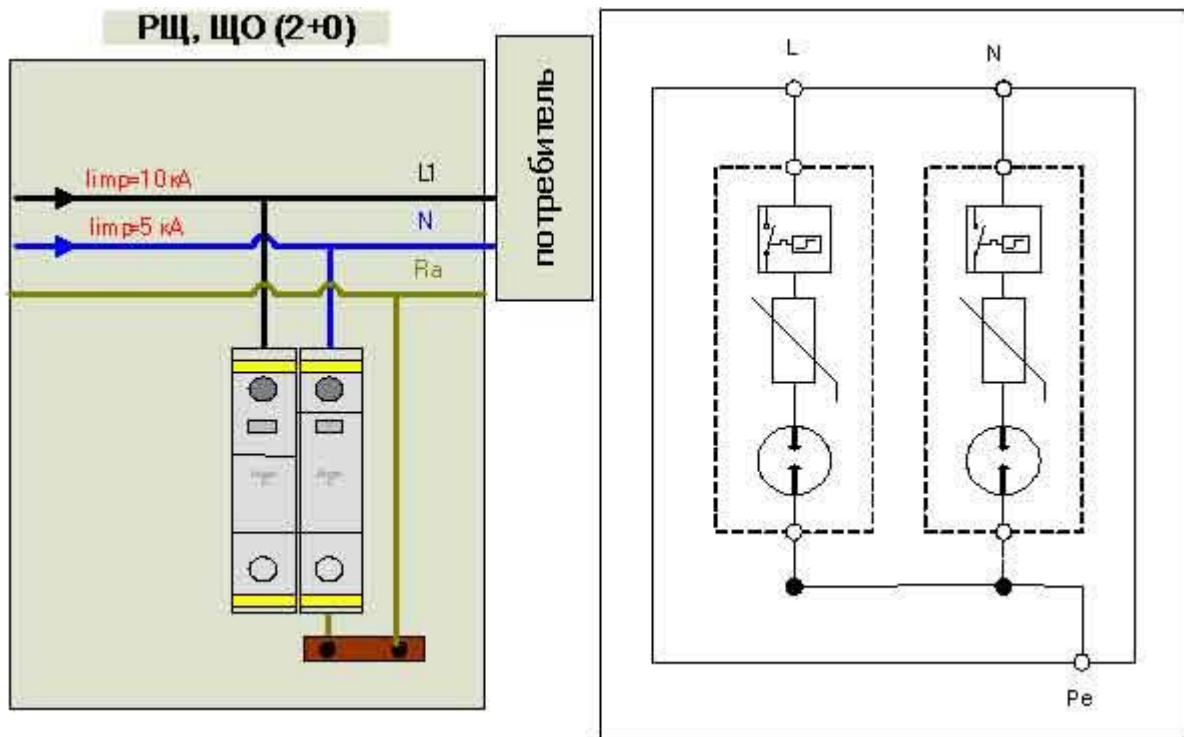 РЩ, ЩО (2+0)
потребитель
Iimp=10кА
L1
Iimp=5 кА
N
Ra
L
N
Pe